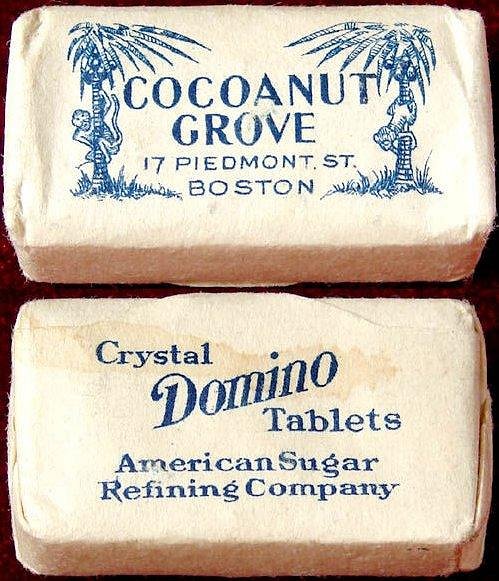 COCOANUT
GROVE
17 PIEDMONT. ST.
BOSTON
Crystal
Domino
Tablets
American Sugar
Refining Company